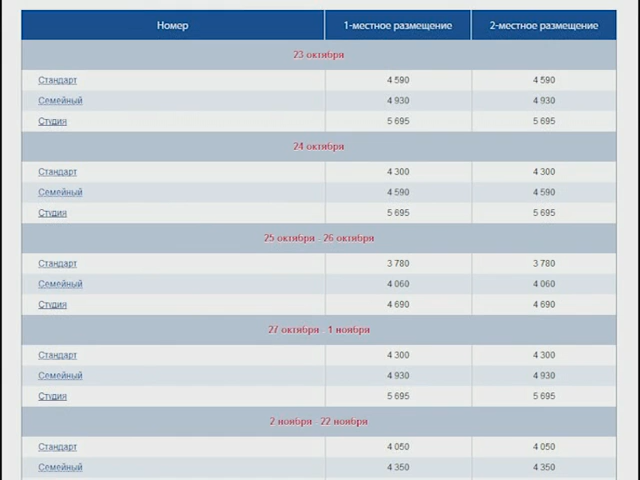 Номер 1-местное размещение 2-местное размещение
23 октября
Стандарт 4 590 4 590
Семейный 4 930 4 930
Студия 5 695 5 695
24 октября
Стандарт 4 300 4 300
Семейный 4 590 4 590
Студия 5 695 5 695
25 октября - 26 октября
Стандарт 3 780 3 780
Семейный 4 060 4 060
Студия 4 690 4 690
27 октября - 1 ноября
Стандарт 4 300 4 300
Семейный 4 930 4 930
Студия 5 695 5 695
2 ноября - 22 ноября
Стандарт 4 050 4 050
Семейный 4 350 4 350